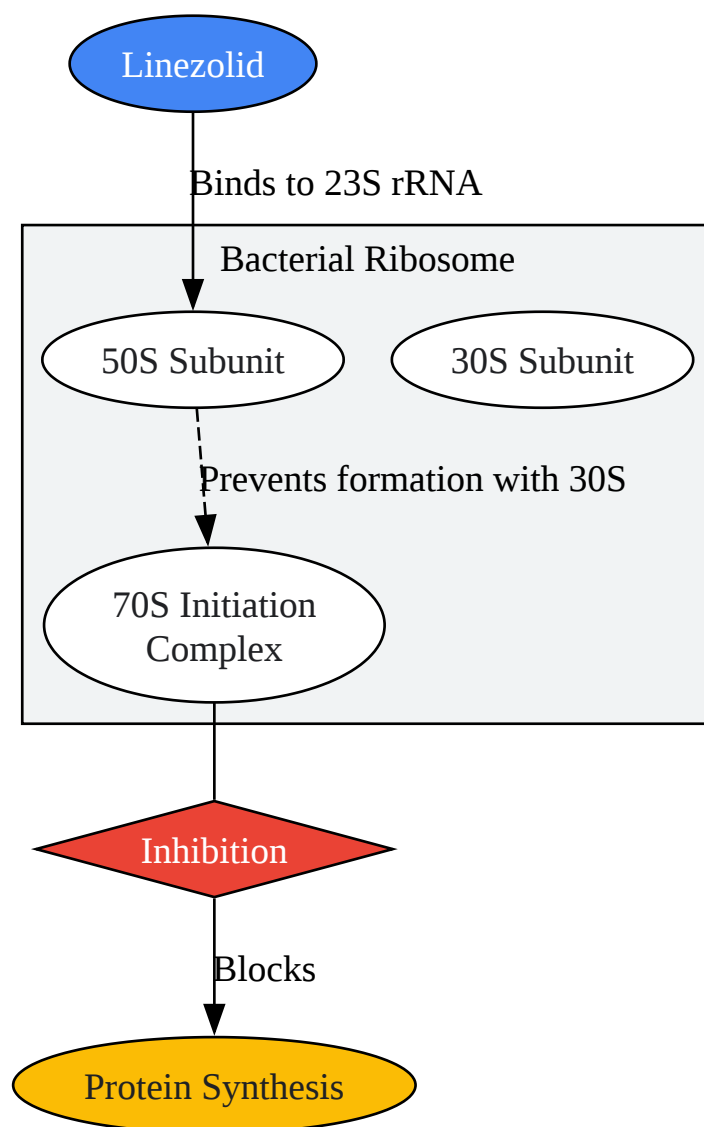 Linezolid
Binds to 23S rRNA
Bacterial Ribosome
50S Subunit
30S Subunit
Prevents formation with 30S
70S Initiation
Complex
Inhibition
Blocks
Protein Synthesis